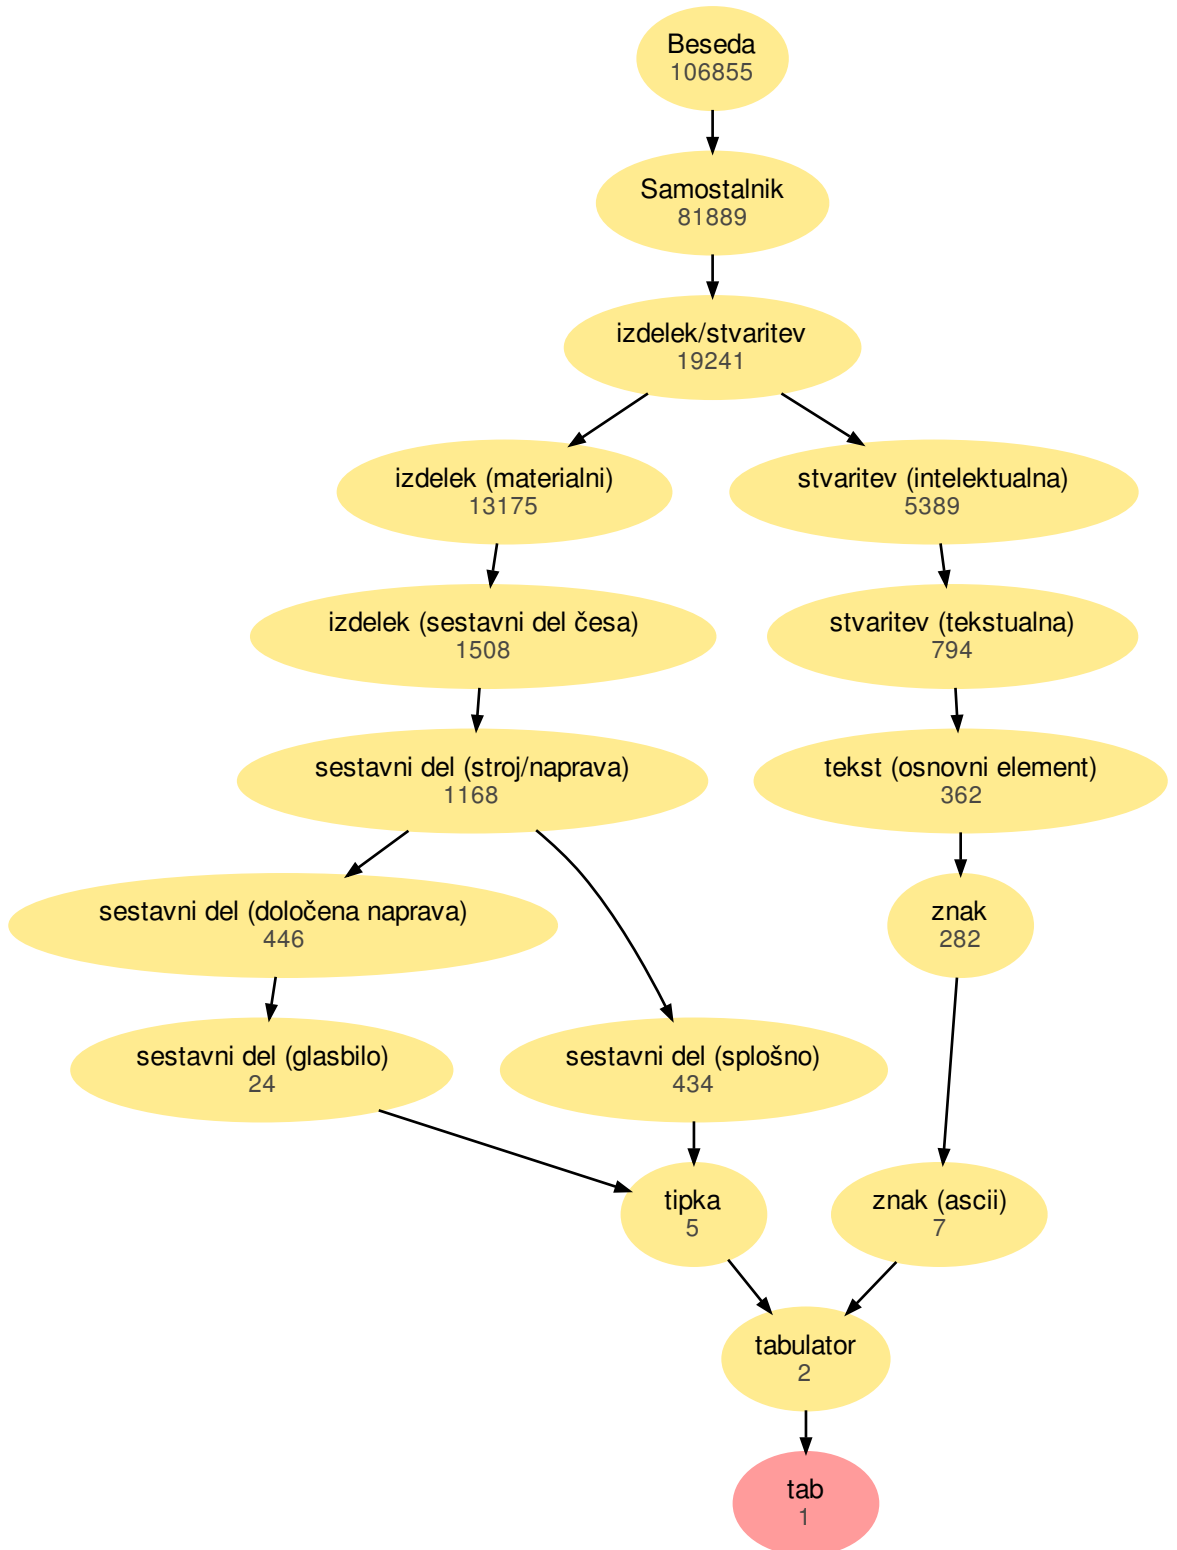 Beseda
106855
Samostalnik
81889
izdelek/stvaritev
19241
izdelek (materialni)
13175
stvaritev (intelektualna)
5389
izdelek (sestavni del česa)
1508
stvaritev (tekstualna)
794
sestavni del (stroj/naprava)
1168
tekst (osnovni element)
362
sestavni del (določena naprava)
446
znak
282
sestavni del (glasbilo)
24
sestavni del (splošno)
434
tipka
5
znak (ascii)
7
tabulator
2
tab
1